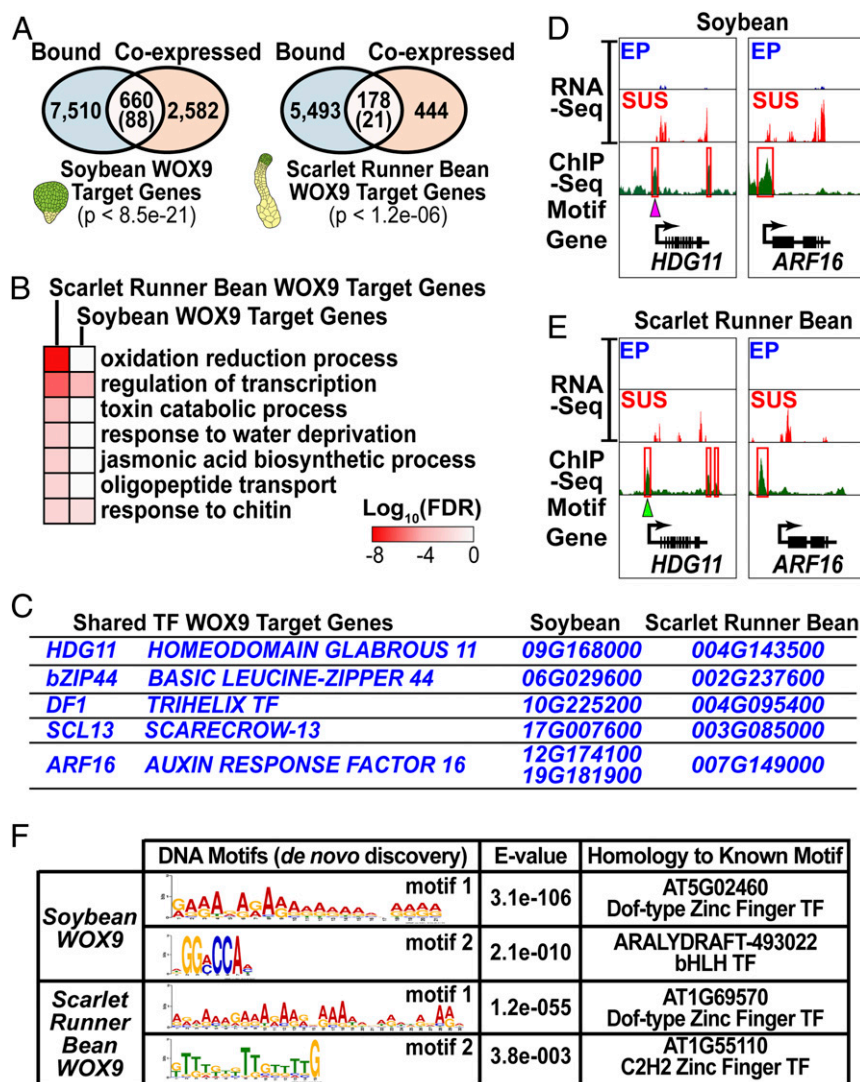 A
Bound Co-expressed
7,510 660 (88) 2,582
Soybean WOX9
Target Genes
(p < 8.5e-21)
Bound Co-expressed
5,493 178 (21) 444
Scarlet Runner Bean
WOX9 Target Genes
(p < 1.2e-06)
B
Scarlet Runner Bean WOX9 Target Genes
Soybean WOX9 Target Genes
oxidation reduction process
regulation of transcription
toxin catabolic process
response to water deprivation
jasmonic acid biosynthetic process
oligopeptide transport
response to chitin
Log10(FDR)
-8 -4 0
C
Shared TF WOX9 Target Genes Soybean Scarlet Runner Bean
HDG11 HOMEODOMAIN GLABROUS 11 09G168000 004G143500
bZIP44 BASIC LEUCINE-ZIPPER 44 06G029600 002G237600
DF1 TRIHELIX TF 10G225200 004G095400
SCL13 SCARECROW-13 17G007600 003G085000
ARF16 AUXIN RESPONSE FACTOR 16 12G174100 007G149000
19G181900
D
Soybean
EP EP
RNA
-Seq
SUS SUS
ChIP
-Seq
Motif
Gene
HDG11 ARF16
E
Scarlet Runner Bean
EP EP
RNA
-Seq
SUS SUS
ChIP
-Seq
Motif
Gene
HDG11 ARF16
F
DNA Motifs (de novo discovery) E-value Homology to Known Motif
Soybean
WOX9
motif 1 3.1e-106 AT5G02460
Dof-type Zinc Finger TF
motif 2 2.1e-010 ARALYDRAFT-493022
bHLH TF
Scarlet
Runner
Bean
WOX9
motif 1 1.2e-055 AT1G69570
Dof-type Zinc Finger TF
motif 2 3.8e-003 AT1G55110
C2H2 Zinc Finger TF